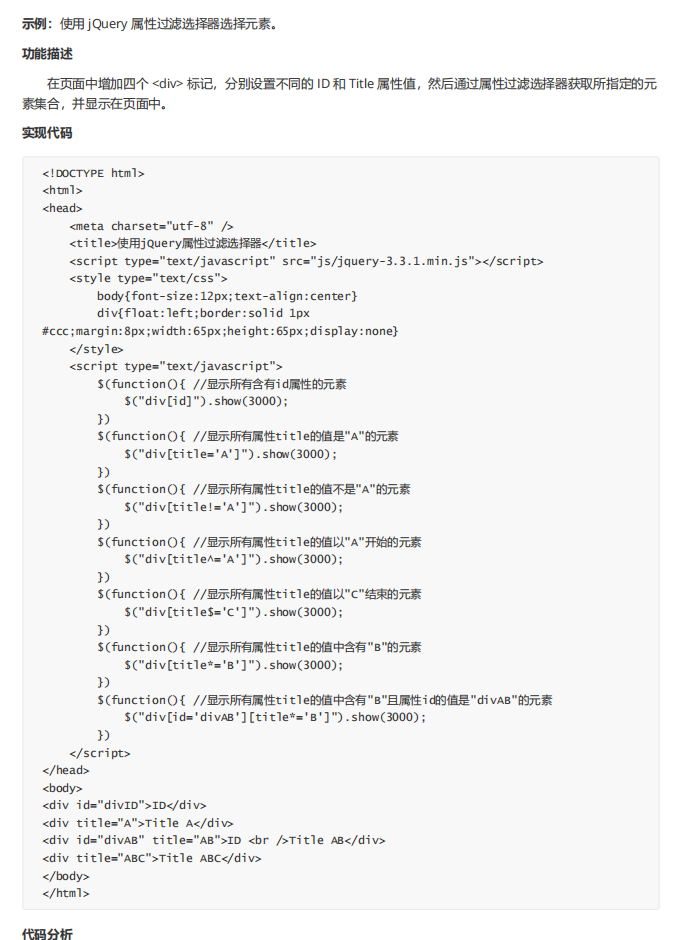 示例：使用 jQuery 属性过滤选择器选择元素。
功能描述
在页面中增加四个 <div> 标记，分别设置不同的 ID 和 Title 属性值，然后通过属性过滤选择器获取所指定的元
素集合，并显示在页面中。
实现代码
<!DOCTYPE html>
<html>
<head>
    <meta charset="utf-8" />
    <title>使用jQuery属性过滤选择器</title>
    <script type="text/javascript" src="js/jquery-3.3.1.min.js"></script>
    <style type="text/css">
        body{font-size:12px;text-align:center}
        div{float:left;border:solid 1px
#ccc;margin:8px;width:65px;height:65px;display:none}
    </style>
    <script type="text/javascript">
        $(function(){ //显示所有含有id属性的元素
            $("div[id]").show(3000);
        })
        $(function(){ //显示所有属性title的值是"A"的元素
            $("div[title='A']").show(3000);
        })
        $(function(){ //显示所有属性title的值不是"A"的元素
            $("div[title!='A']").show(3000);
        })
        $(function(){ //显示所有属性title的值以"A"开始的元素
            $("div[title^='A']").show(3000);
        })
        $(function(){ //显示所有属性title的值以"C"结束的元素
            $("div[title$='C']").show(3000);
        })
        $(function(){ //显示所有属性title的值中含有"B"的元素
            $("div[title*='B']").show(3000);
        })
        $(function(){ //显示所有属性title的值中含有"B"且属性id的值是"divAB"的元素
            $("div[id='divAB'][title*='B']").show(3000);
        })
    </script>
</head>
<body>
<div id="divID">ID</div>
<div title="A">Title A</div>
<div id="divAB" title="AB">ID <br />Title AB</div>
<div title="ABC">Title ABC</div>
</body>
</html>
代码分析